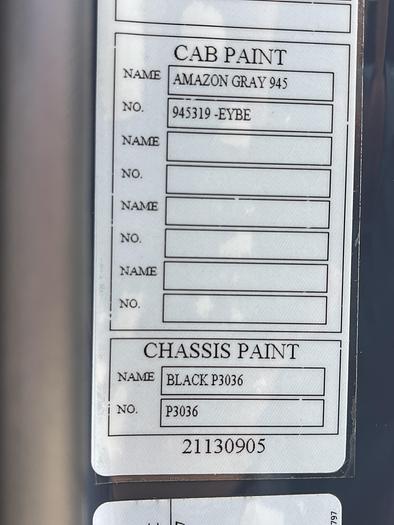 CAB PAINT
NAME AMAZON GRAY 945
NO. 945319 -EYBE
NAME
NO.
NAME
NO.
NAME
NO.
CHASSIS PAINT
NAME BLACK P3036
NO. P3036
21130905
797